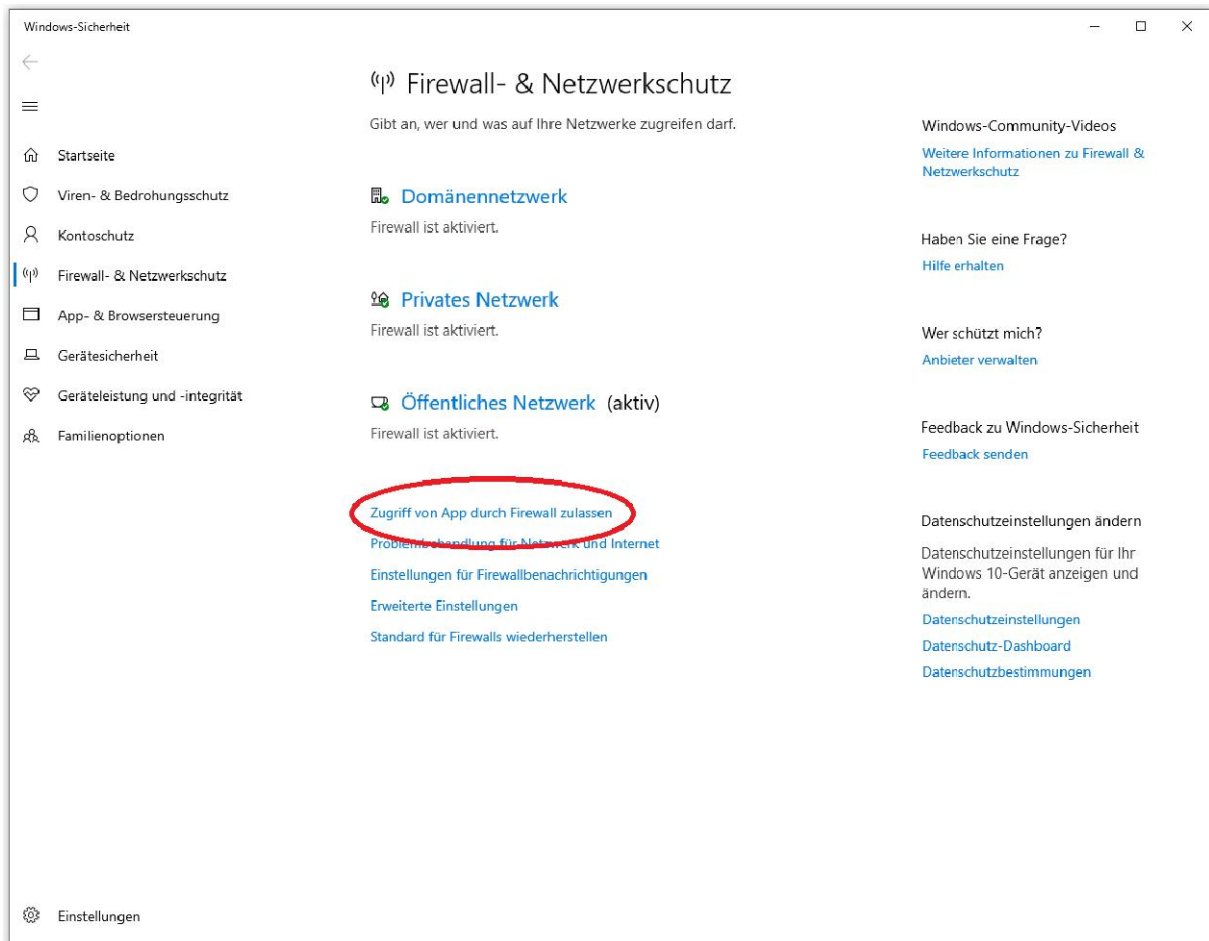 Windows-Sicherheit
Startseite
Viren- & Bedrohungsschutz
Kontoschutz
Firewall- & Netzwerkschutz
App- & Browsersteuerung
Gerätesicherheit
Geräteleistung und -integrität
Familienoptionen
Einstellungen
Firewall- & Netzwerkschutz
Gibt an, wer und was auf Ihre Netzwerke zugreifen darf.
Domänennetzwerk
Firewall ist aktiviert.
Privates Netzwerk
Firewall ist aktiviert.
Öffentliches Netzwerk (aktiv)
Firewall ist aktiviert.
Zugriff von App durch Firewall zulassen
Problembehandlung für Netzwerk und Internet
Einstellungen für Firewallbenachrichtigungen
Erweiterte Einstellungen
Standard für Firewalls wiederherstellen
Windows-Community-Videos
Weitere Informationen zu Firewall &
Netzwerkschutz
Haben Sie eine Frage?
Hilfe erhalten
Wer schützt mich?
Anbieter verwalten
Feedback zu Windows-Sicherheit
Feedback senden
Datenschutzeinstellungen ändern
Datenschutzeinstellungen für Ihr
Windows 10-Gerät anzeigen und
ändern.
Datenschutzeinstellungen
Datenschutz-Dashboard
Datenschutzbestimmungen